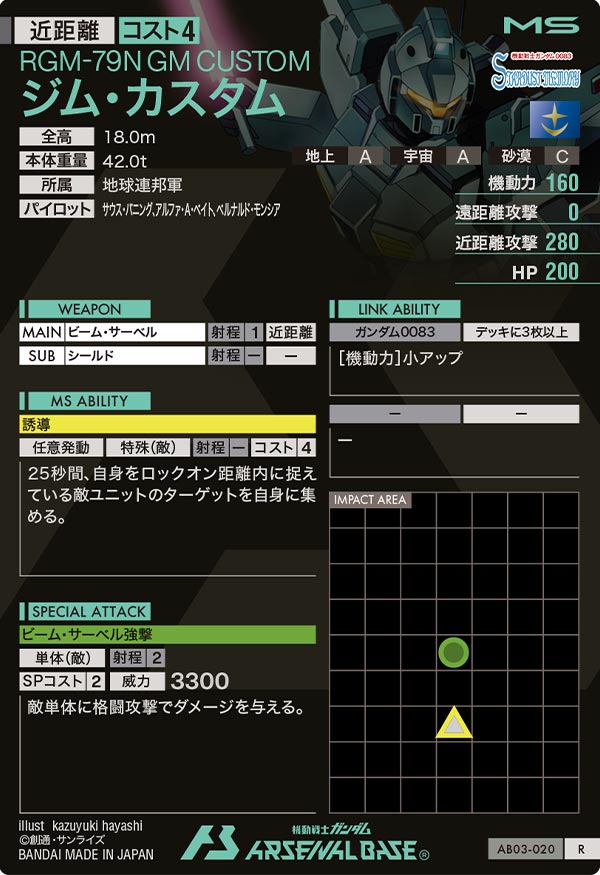 近距離 コスト4
MS
RGM-79N GM CUSTOM
ジム・カスタム
機動戦士ガンダム0083
STARDUST MEMORY
全高 18.0m
本体重量 42.0t
所属 地球連邦軍
パイロット サウス・バニング、アルファ・A・ベイト、ベルナルド・モンシア
地上 A 宇宙 A 砂漠 C
機動力 160
遠距離攻撃 0
近距離攻撃 280
HP 200
WEAPON
MAIN ビーム・サーベル 射程 1 近距離
SUB シールド 射程 ー ー
LINK ABILITY
ガンダム0083 デッキに3枚以上
[機動力]小アップ
ー ー
ー
MS ABILITY
誘導
任意発動 特殊(敵) 射程 ー コスト 4
25秒間、自身をロックオン距離内に捉え
ている敵ユニットのターゲットを自身に集
める。
IMPACT AREA
SPECIAL ATTACK
ビーム・サーベル強撃
単体(敵) 射程 2
SPコスト 2 威力 3300
敵単体に格闘攻撃でダメージを与える。
illust kazuyuki hayashi
©創通・サンライズ
BANDAI MADE IN JAPAN
機動戦士ガンダム
ARSENAL BASE®
AB03-020 R